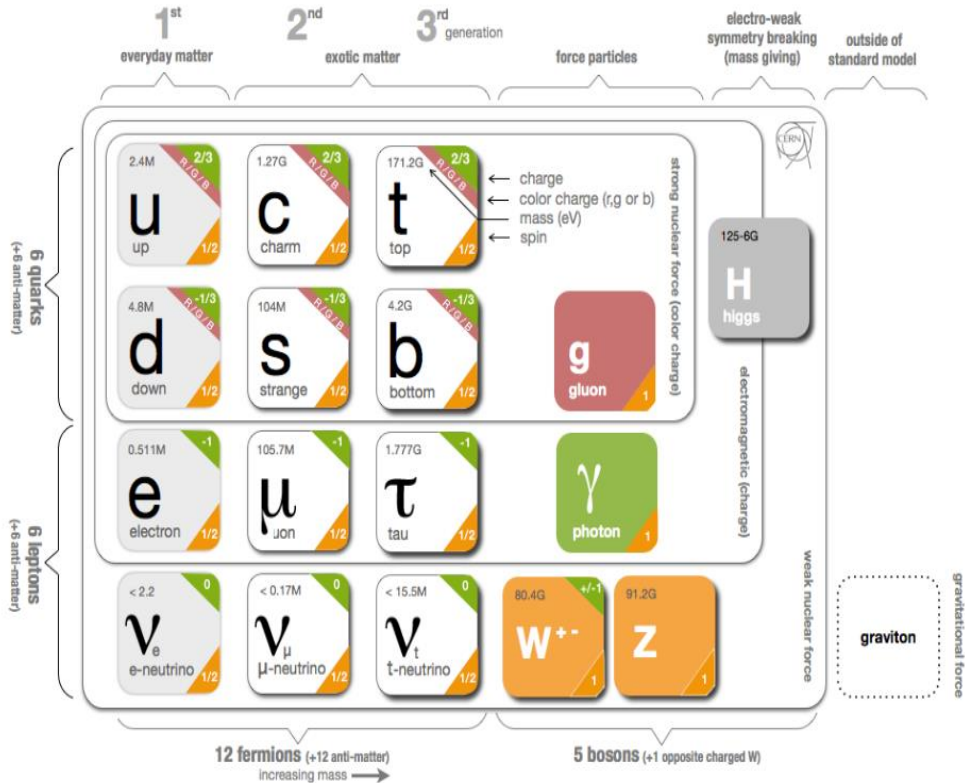 1st
2nd
3rd generation
everyday matter
exotic matter
force particles
electro-weak
symmetry breaking
(mass giving)
outside of
standard model
CERN
6 quarks
(+6 anti-matter)
2.4M
2/3
R/G/B
u
up
1/2
1.27G
2/3
R/G/B
c
charm
1/2
171.2G
2/3
R/G/B
t
top
1/2
charge
color charge (r,g or b)
mass (eV)
spin
strong nuclear force (color charge)
125-6G
H
higgs
4.8M
-1/3
R/G/B
d
down
1/2
104M
-1/3
R/G/B
s
strange
1/2
4.2G
-1/3
R/G/B
b
bottom
1/2
g
gluon
1
electromagnetic (charge)
6 leptons
(+6 anti-matter)
0.511M
-1
e
electron
1/2
105.7M
-1
μ
uon
1/2
1.777G
-1
τ
tau
1/2
γ
photon
1
weak nuclear force
< 2.2
0
νe
e-neutrino
1/2
< 0.17M
0
νμ
μ-neutrino
1/2
< 15.5M
0
νt
t-neutrino
1/2
80.4G
+/-1
W+-
1
91.2G
Z
1
graviton
gravitational force
12 fermions (+12 anti-matter)
increasing mass
5 bosons (+1 opposite charged W)